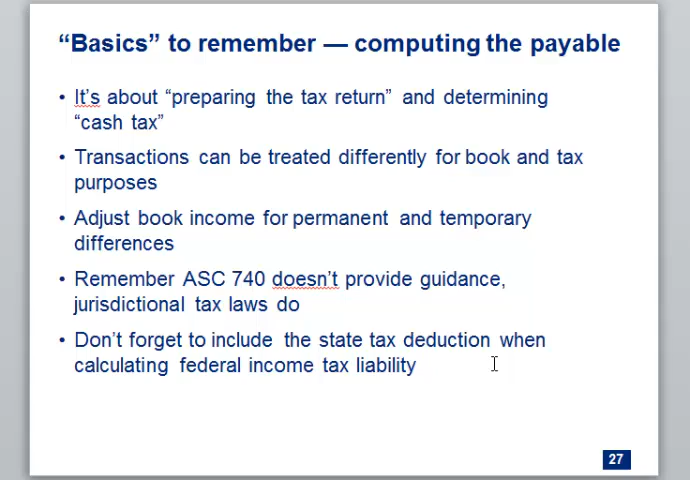 “Basics” to remember — computing the payable
• It’s about “preparing the tax return” and determining
“cash tax”
• Transactions can be treated differently for book and tax
purposes
• Adjust book income for permanent and temporary
differences
• Remember ASC 740 doesn’t provide guidance,
jurisdictional tax laws do
• Don’t forget to include the state tax deduction when
calculating federal income tax liability
27